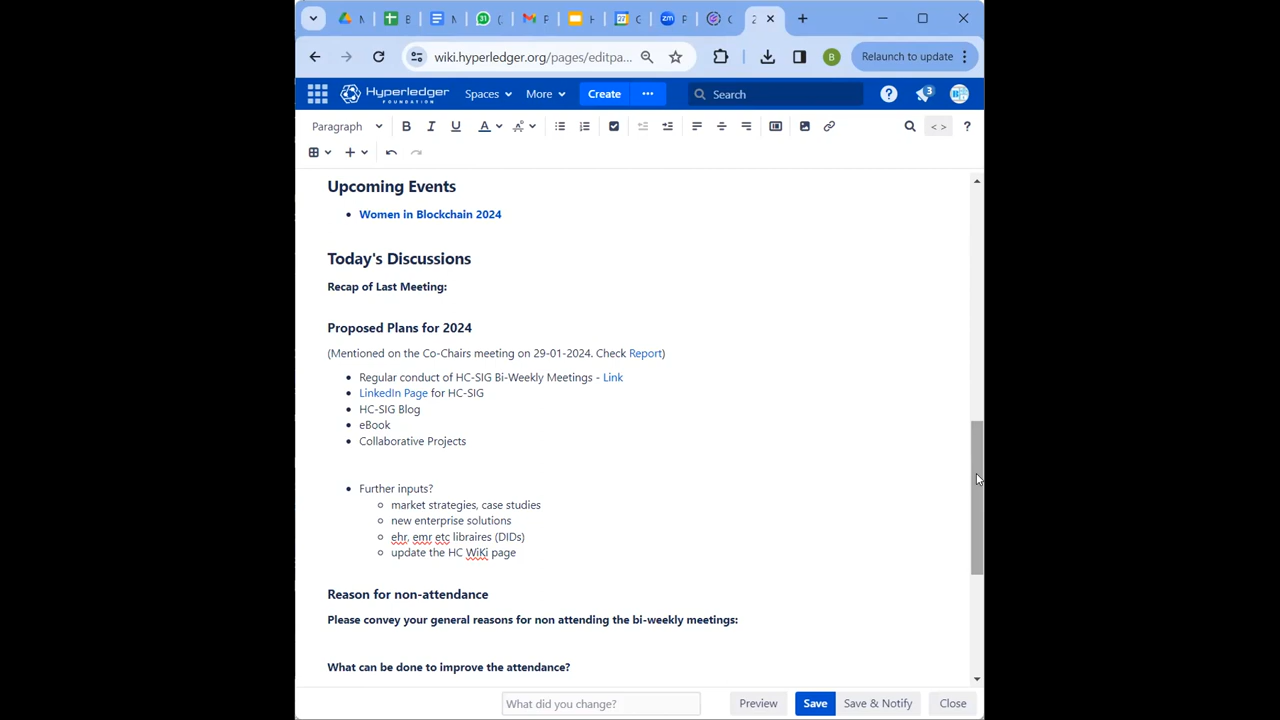 M
B
M
(
P
H
G
P
C
2
wiki.hyperledger.org/pages/editpa...
B
Relaunch to update
Hyperledger
FOUNDATION
Spaces
More
Create
Search
3
Paragraph
B
I
U
A
Upcoming Events
Women in Blockchain 2024
Today's Discussions
Recap of Last Meeting:
Proposed Plans for 2024
(Mentioned on the Co-Chairs meeting on 29-01-2024. Check Report)
Regular conduct of HC-SIG Bi-Weekly Meetings - Link
LinkedIn Page for HC-SIG
HC-SIG Blog
eBook
Collaborative Projects
Further inputs?
market strategies, case studies
new enterprise solutions
ehr, emr etc libraires (DIDs)
update the HC WiKi page
Reason for non-attendance
Please convey your general reasons for non attending the bi-weekly meetings:
What can be done to improve the attendance?
What did you change?
Preview
Save
Save & Notify
Close